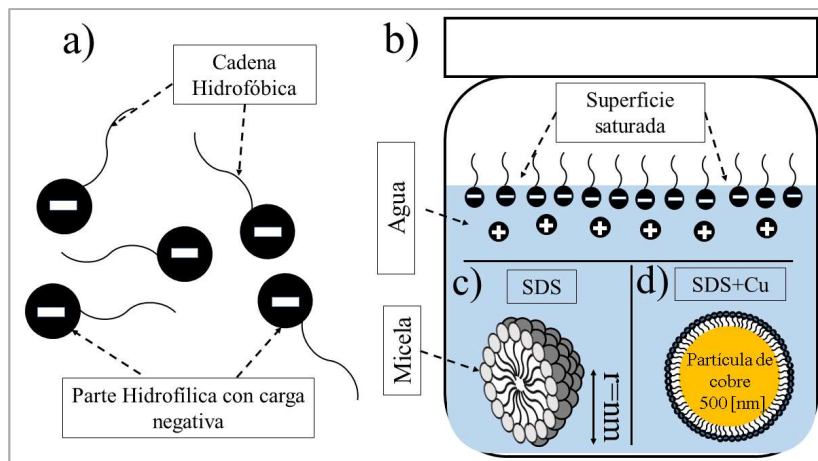 a)
Cadena
Hidrofóbica
Parte Hidrofílica con carga
negativa
b)
Superficie
saturada
Agua
c)
SDS
Micela
r=nm
d)
SDS+Cu
Partícula de
cobre
500 [nm]